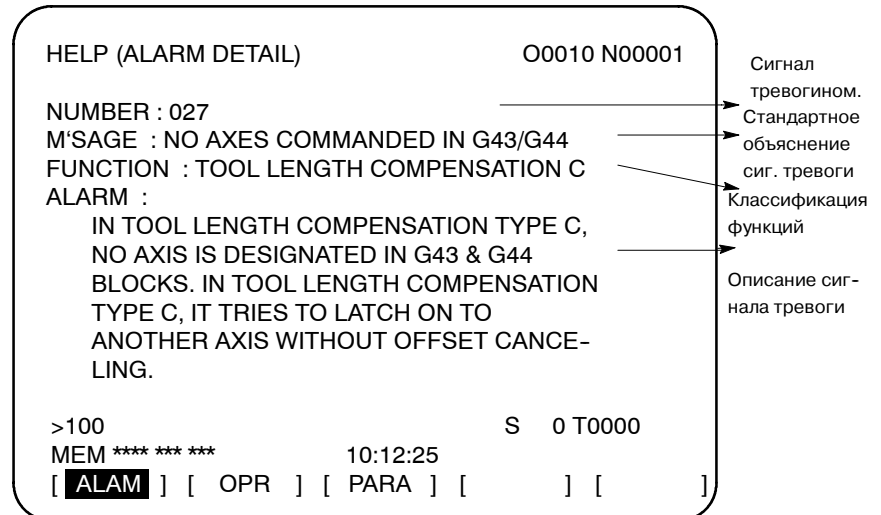 HELP (ALARM DETAIL) O0010 N00001
NUMBER : 027
M‘SAGE : NO AXES COMMANDED IN G43/G44
FUNCTION : TOOL LENGTH COMPENSATION C
ALARM :
IN TOOL LENGTH COMPENSATION TYPE C,
NO AXIS IS DESIGNATED IN G43 & G44
BLOCKS. IN TOOL LENGTH COMPENSATION
TYPE C, IT TRIES TO LATCH ON TO
ANOTHER AXIS WITHOUT OFFSET CANCE-
LING.
>100 S 0 T0000
MEM **** *** *** 10:12:25
[ ALAM ] [ OPR ] [ PARA ] [ ] [ ]
Сигнал
тревогином.
Стандартное
объяснение
сиг. тревоги
Классификация
функций
Описание сиг-
нала тревоги